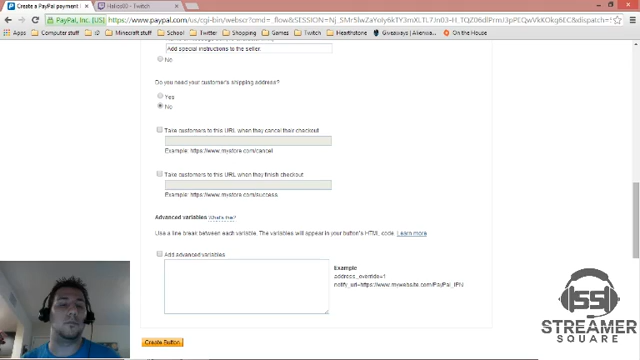 Create a PayPal payment
Haliss00 - Twitch
PayPal, Inc. [US]
https://www.paypal.com/us/cgi-bin/webscr?cmd=_flow&SESSION=
Apps
Computer stuff
d3
Minecraft
School
Twitter
Shopping
Games
Twitch
Hearthstone
Giveaways | Alienwa
On the House
Add special instructions to the seller.
No
Do you need your customer's shipping address?
Yes
No
Take customers to this URL when they cancel their checkout
Example: https://www.mystore.com/cancel
Take customers to this URL when they finish checkout
Example: https://www.mystore.com/success
Advanced variables What's this?
Use a line break between each variable. The variables will appear in your button's HTML code. Learn more
Add advanced variables
Example
address_override=1
notify_url=https://www.mywebsite.com/PayPal_IPN
Create Button
SS
STREAMER
SQUARE